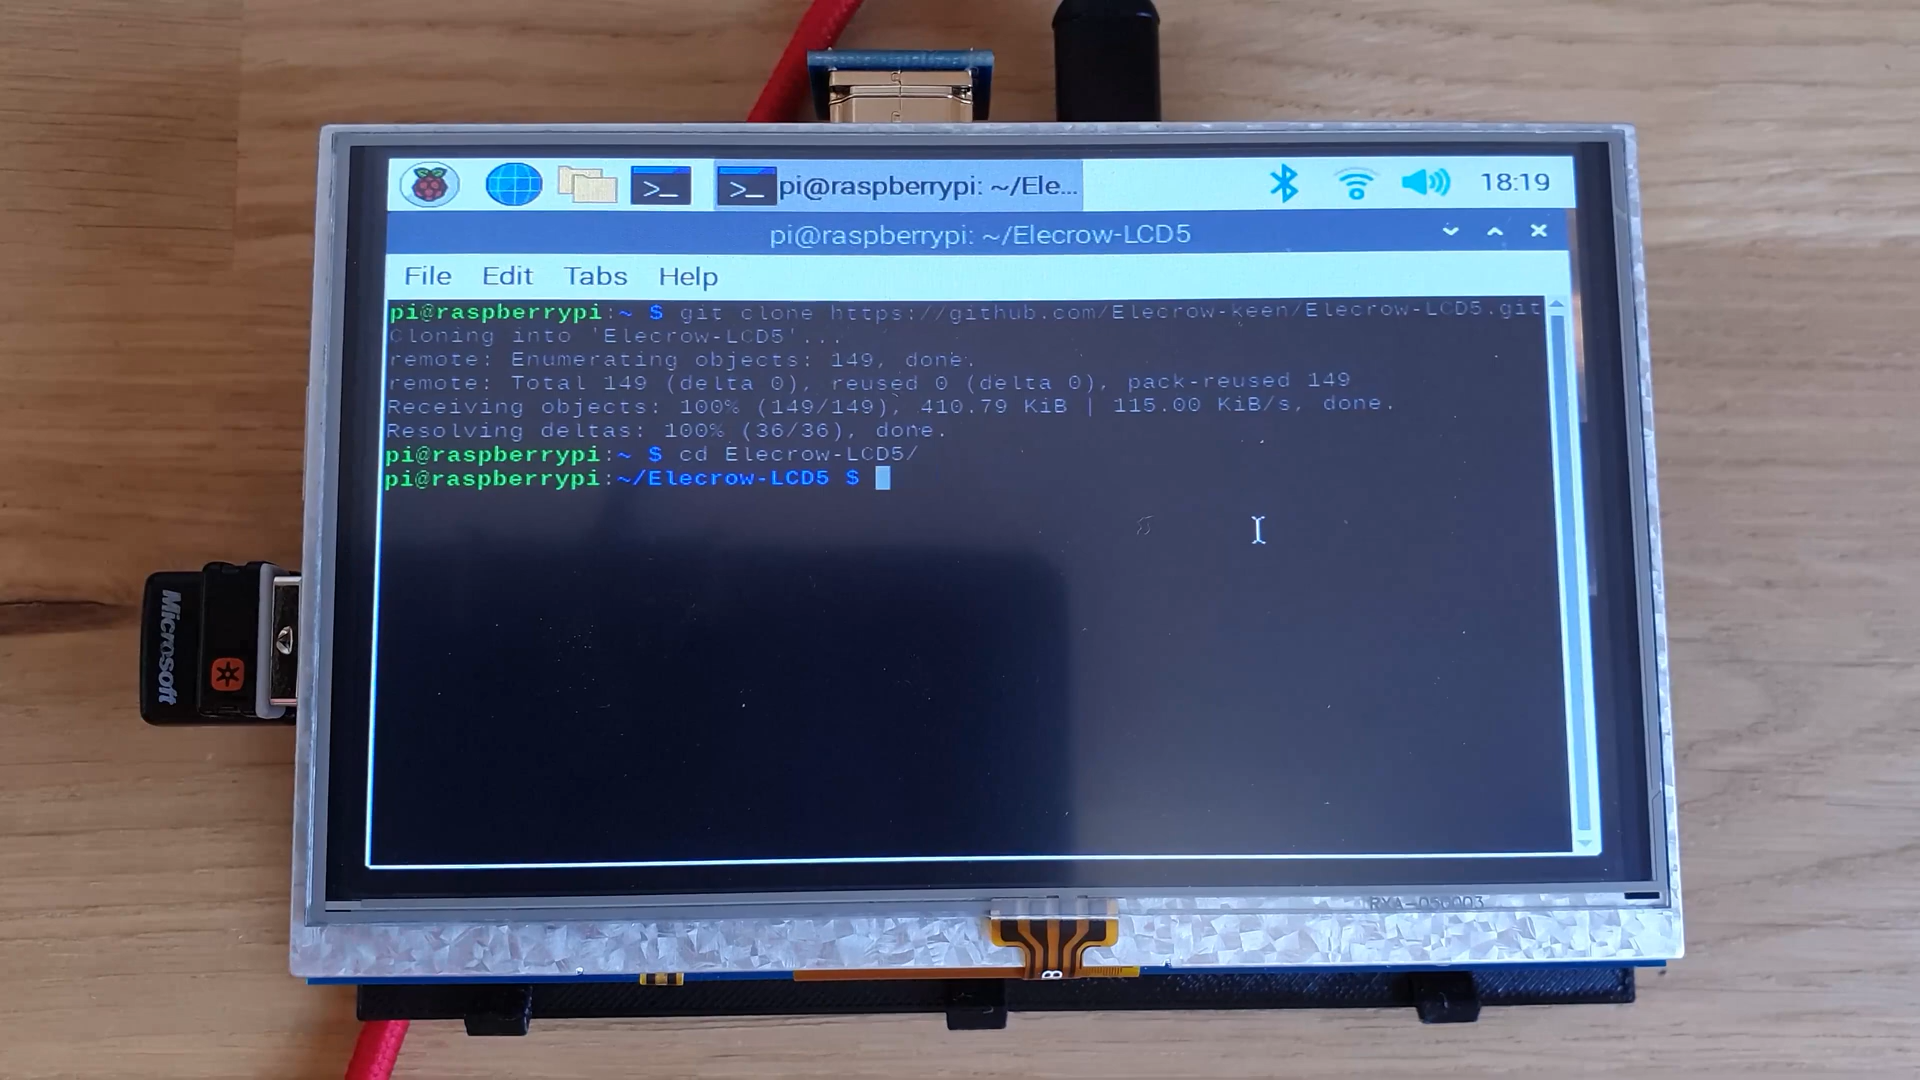 pi@raspberrypi: ~/Ele...
18:19
pi@raspberrypi: ~/Elecrow-LCD5
File Edit Tabs Help
pi@raspberrypi:~ $ git clone https://github.com/Elecrow-keen/Elecrow-LCD5.git
Cloning into 'Elecrow-LCD5'...
remote: Enumerating objects: 149, done.
remote: Total 149 (delta 0), reused 0 (delta 0), pack-reused 149
Receiving objects: 100% (149/149), 410.79 KiB | 115.00 KiB/s, done.
Resolving deltas: 100% (36/36), done.
pi@raspberrypi:~ $ cd Elecrow-LCD5/
pi@raspberrypi:~/Elecrow-LCD5 $
Microsoft
RXA-050003
8